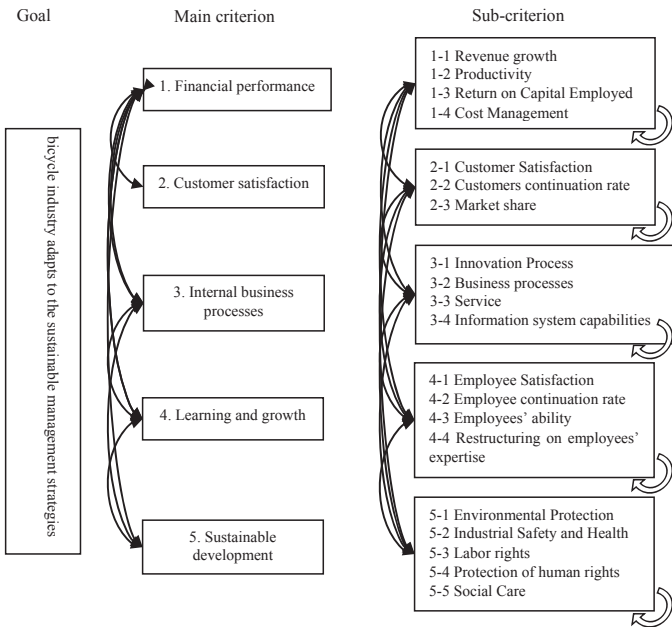 Goal
Main criterion
Sub-criterion
bicycle industry adapts to the sustainable management strategies
1. Financial performance
2. Customer satisfaction
3. Internal business
processes
4. Learning and growth
5. Sustainable
development
1-1 Revenue growth
1-2 Productivity
1-3 Return on Capital Employed
1-4 Cost Management
2-1 Customer Satisfaction
2-2 Customers continuation rate
2-3 Market share
3-1 Innovation Process
3-2 Business processes
3-3 Service
3-4 Information system capabilities
4-1 Employee Satisfaction
4-2 Employee continuation rate
4-3 Employees’ ability
4-4 Restructuring on employees’
expertise
5-1 Environmental Protection
5-2 Industrial Safety and Health
5-3 Labor rights
5-4 Protection of human rights
5-5 Social Care